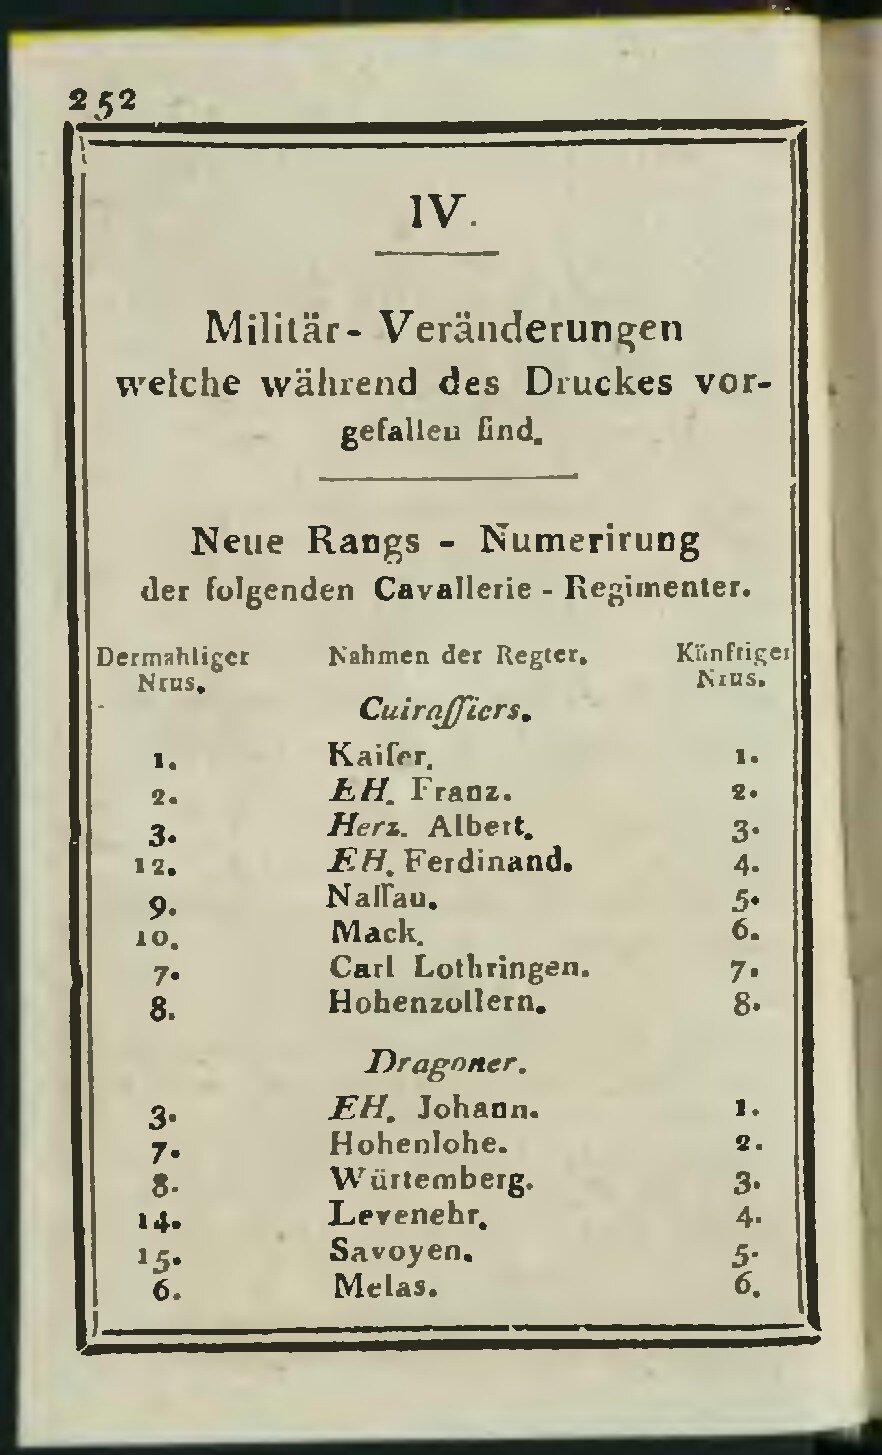 252
IV.
Militär- Veränderungen
welche während des Druckes vor-
gefallen ſind.
Neue Rangs - Numerirung
der folgenden Cavallerie - Regimenter.
Dermahliger Nahmen der Regter. Künftiger
Nrus. Nrus.
Cuiraſſiers.
1. Kaiſer. 1.
2. EH. Franz. 2.
3. Herz. Albert. 3.
12. EH. Ferdinand. 4.
9. Naſſau. 5.
10. Mack. 6.
7. Carl Lothringen. 7.
8. Hohenzollern. 8.
Dragoner.
3. EH. Johann. 1.
7. Hohenlohe. 2.
8. Würtemberg. 3.
14. Levenehr. 4.
15. Savoyen. 5.
6. Melas. 6.